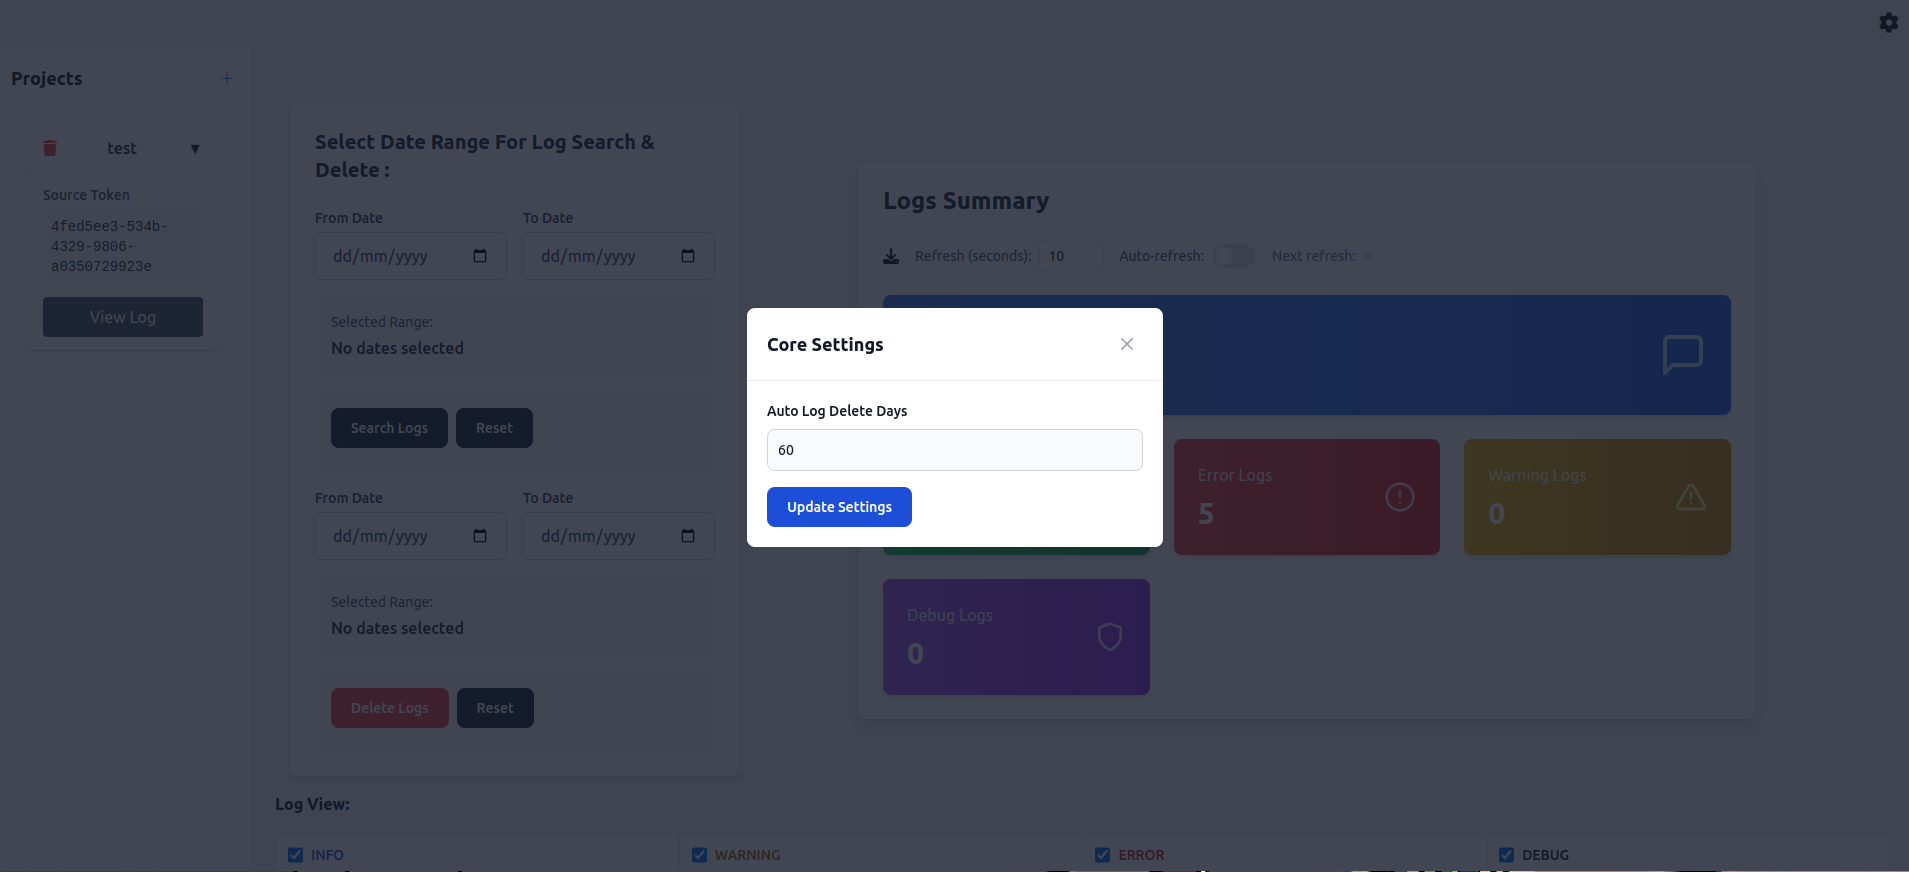 Projects
test
Source Token
4fed5ee3-534b-
4329-9806-
a0350729923e
View Log
Select Date Range For Log Search &
Delete :
From Date
To Date
dd/mm/yyyy
dd/mm/yyyy
Selected Range:
No dates selected
Search Logs
Reset
From Date
To Date
dd/mm/yyyy
dd/mm/yyyy
Selected Range:
No dates selected
Delete Logs
Reset
Logs Summary
Refresh (seconds):
10
Auto-refresh:
Next refresh:
Core Settings
Auto Log Delete Days
60
Update Settings
Error Logs
5
Warning Logs
0
Debug Logs
0
Log View:
INFO
WARNING
ERROR
DEBUG